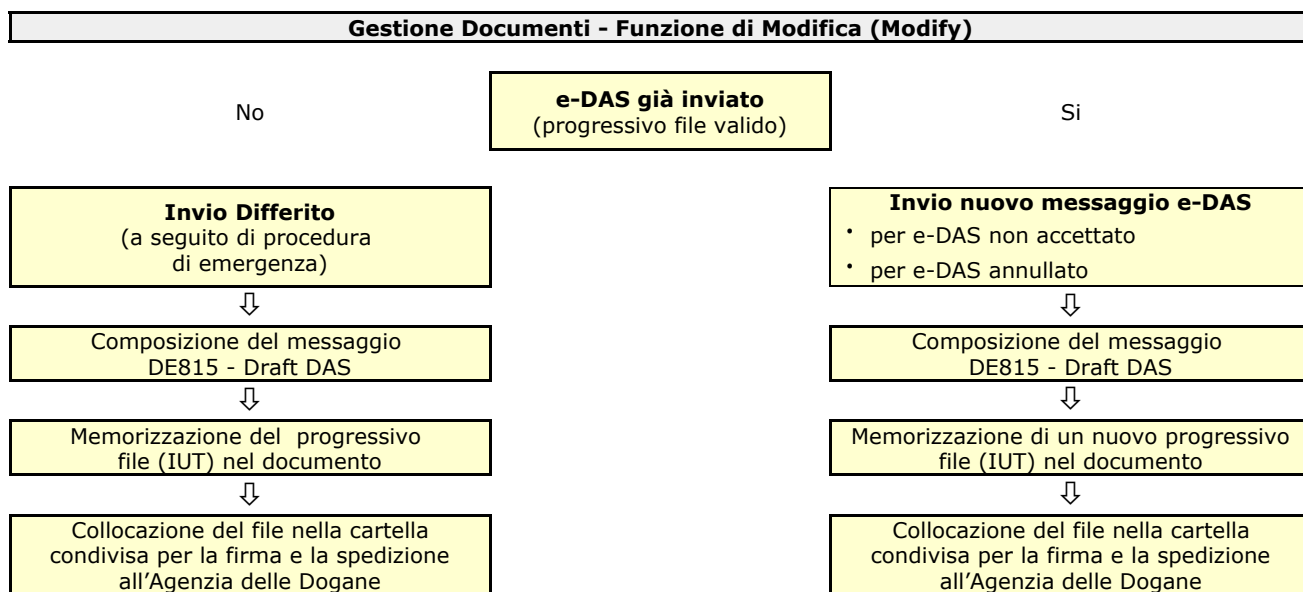 Gestione Documenti - Funzione di Modifica (Modify)
No
e-DAS già inviato
(progressivo file valido)
Si
Invio Differito
(a seguito di procedura
di emergenza)
⇩
Composizione del messaggio
DE815 - Draft DAS
⇩
Memorizzazione del progressivo
file (IUT) nel documento
⇩
Collocazione del file nella cartella
condivisa per la firma e la spedizione
all’Agenzia delle Dogane
Invio nuovo messaggio e-DAS
· per e-DAS non accettato
· per e-DAS annullato
⇩
Composizione del messaggio
DE815 - Draft DAS
⇩
Memorizzazione di un nuovo progressivo
file (IUT) nel documento
⇩
Collocazione del file nella cartella
condivisa per la firma e la spedizione
all’Agenzia delle Dogane